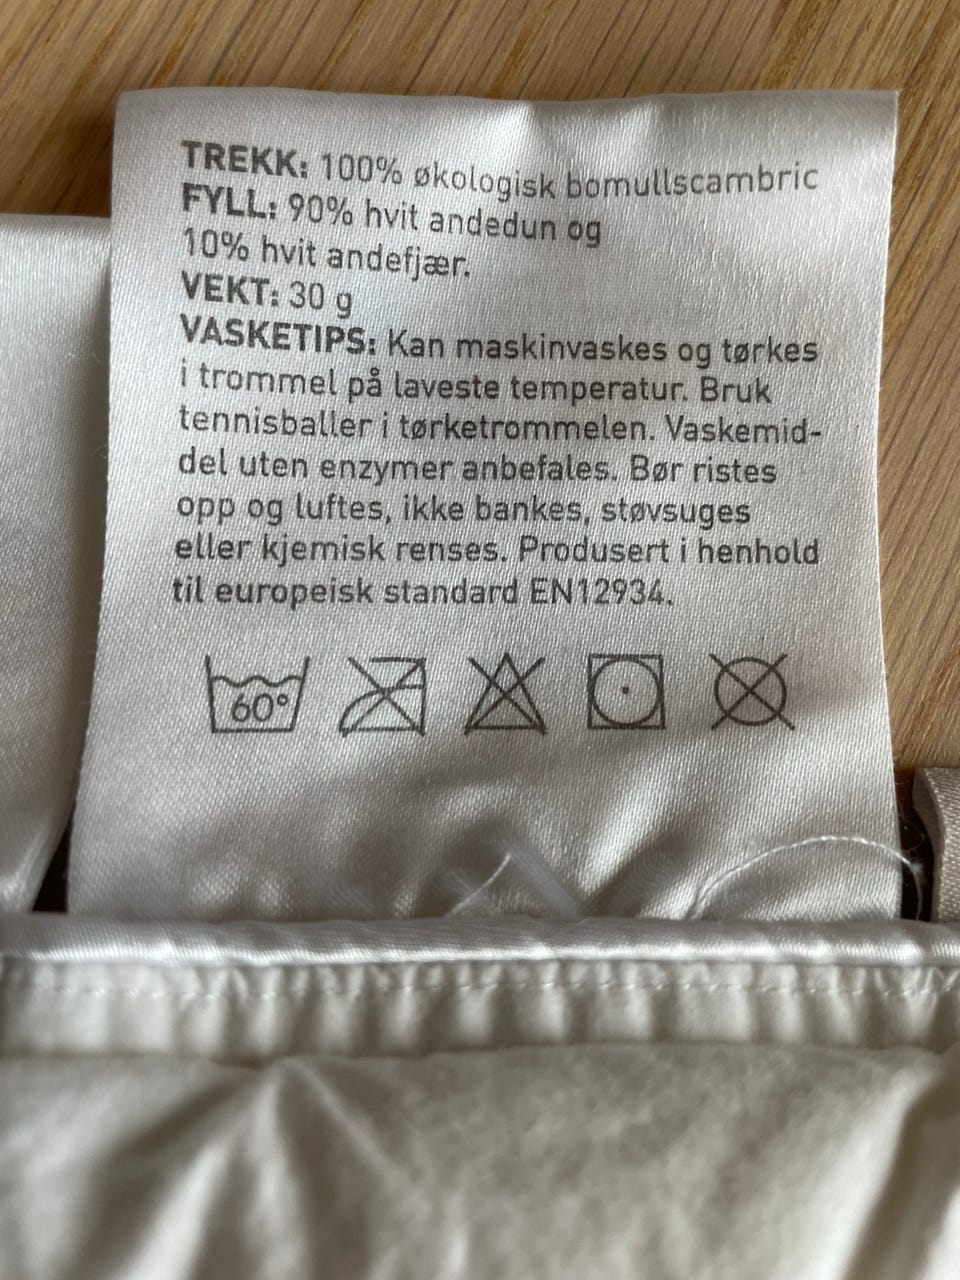 TREKK: 100% økologisk bomullscambric
FYLL: 90% hvit andedun og
10% hvit andefjær.
VEKT: 30 g
VASKETIPS: Kan maskinvaskes og tørkes
i trommel på laveste temperatur. Bruk
tennisballer i tørketrommelen. Vaskemid-
del uten enzymer anbefales. Bør ristes
opp og luftes, ikke bankes, støvsuges
eller kjemisk renses. Produsert i henhold
til europeisk standard EN12934.
60°